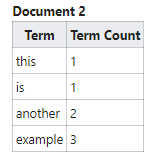 Document 2
Term Term Count
this 1
is 1
another 2
example 3